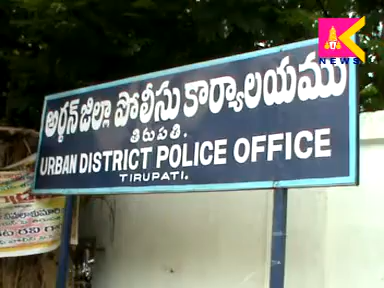 అర్బన్ జిల్లా పోలీసు కార్యాలయము
తిరుపతి.
URBAN DISTRICT POLICE OFFICE
TIRUPATI.
K
NEWS